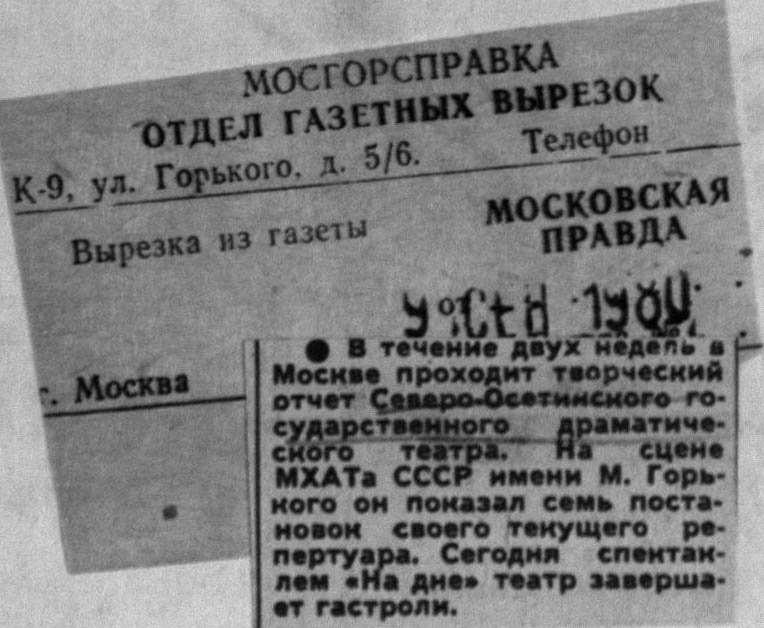 МОСГОРСПРАВКА
ОТДЕЛ ГАЗЕТНЫХ ВЫРЕЗОК
К-9, ул. Горького, д. 5/6. Телефон
Вырезка из газеты
МОСКОВСКАЯ
ПРАВДА
г. Москва
● В течение двух недель в
Москве проходит творческий
отчет Северо-Осетинского го-
сударственного драматиче-
ского театра. На сцене
МХАТа СССР имени М. Горь-
кого он показал семь поста-
новок своего текущего ре-
пертуара. Сегодня спектак-
лем «На дне» театр заверша-
ет гастроли.